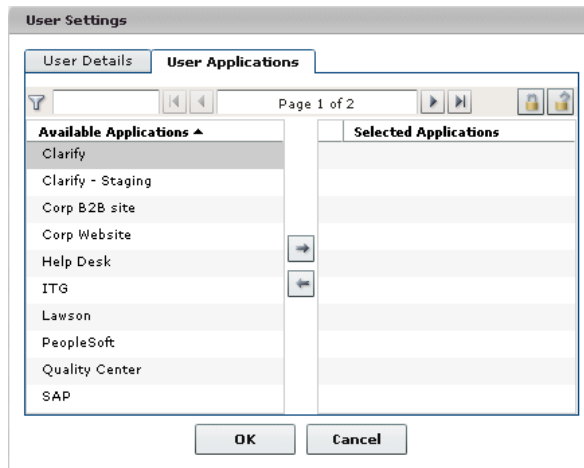 User Settings
User Details User Applications
Page 1 of 2
Available Applications Selected Applications
Clarify
Clarify - Staging
Corp B2B site
Corp Website
Help Desk
ITG
Lawson
PeopleSoft
Quality Center
SAP
OK Cancel